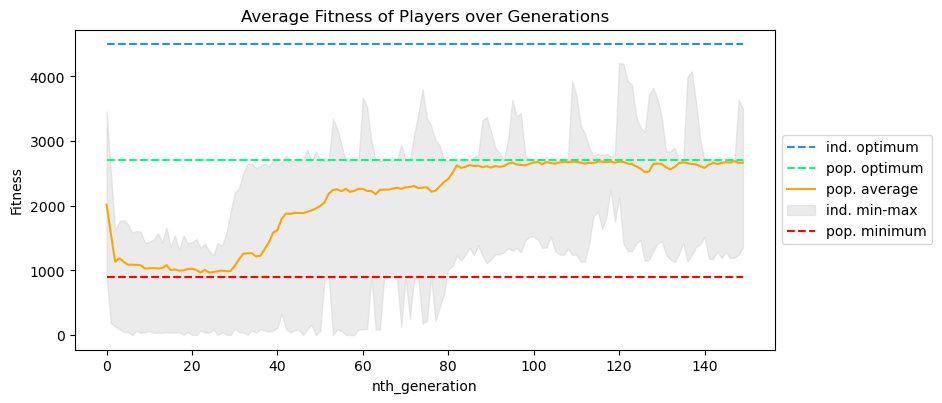 Average Fitness of Players over Generations
Fitness
4000
3000
2000
1000
0
0 20 40 60 80 100 120 140
nth_generation
ind. optimum
pop. optimum
pop. average
ind. min-max
pop. minimum